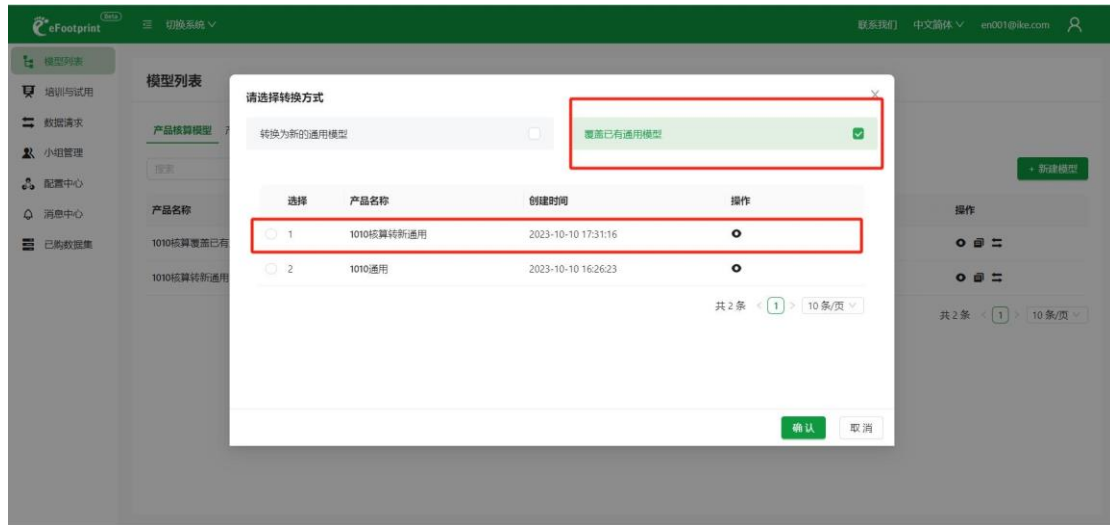 eFootprint (Beta) 切换系统 联系我们 中文简体 en001@ike.com
模型列表
培训与试用
数据请求
小组管理
配置中心
消息中心
已购数据集
模型列表
产品核算模型
搜索
+ 新建模型
产品名称 操作
1010核算覆盖已有
1010核算转新通用
共 2 条 < 1 > 10 条/页
请选择转换方式
转换为新的通用模型 覆盖已有通用模型
选择 产品名称 创建时间 操作
1 1010核算转新通用 2023-10-10 17:31:16
2 1010通用 2023-10-10 16:26:23
共 2 条 < 1 > 10 条/页
确认 取消